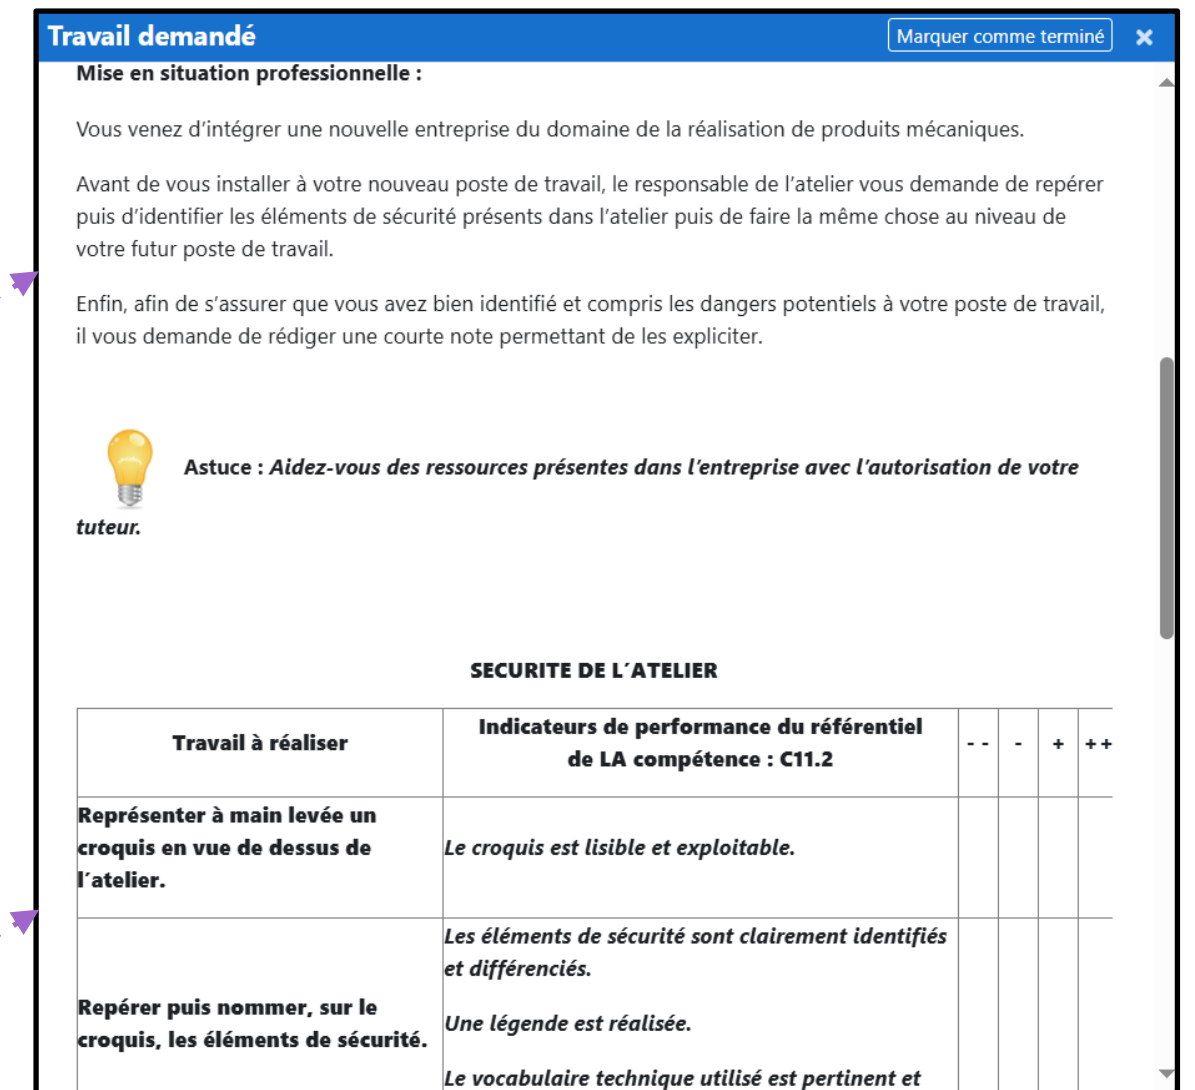 Travail demandé
Marquer comme terminé
Mise en situation professionnelle :
Vous venez d’intégrer une nouvelle entreprise du domaine de la réalisation de produits mécaniques.
Avant de vous installer à votre nouveau poste de travail, le responsable de l’atelier vous demande de repérer
puis d’identifier les éléments de sécurité présents dans l’atelier puis de faire la même chose au niveau de
votre futur poste de travail.
Enfin, afin de s’assurer que vous avez bien identifié et compris les dangers potentiels à votre poste de travail,
il vous demande de rédiger une courte note permettant de les expliciter.
Astuce : Aidez-vous des ressources présentes dans l’entreprise avec l’autorisation de votre
tuteur.
SECURITE DE L´ATELIER
Travail à réaliser
Indicateurs de performance du référentiel
de LA compétence : C11.2
- -
-
+
++
Représenter à main levée un
croquis en vue de dessus de
l´atelier.
Le croquis est lisible et exploitable.
Repérer puis nommer, sur le
croquis, les éléments de sécurité.
Les éléments de sécurité sont clairement identifiés
et différenciés.
Une légende est réalisée.
Le vocabulaire technique utilisé est pertinent et